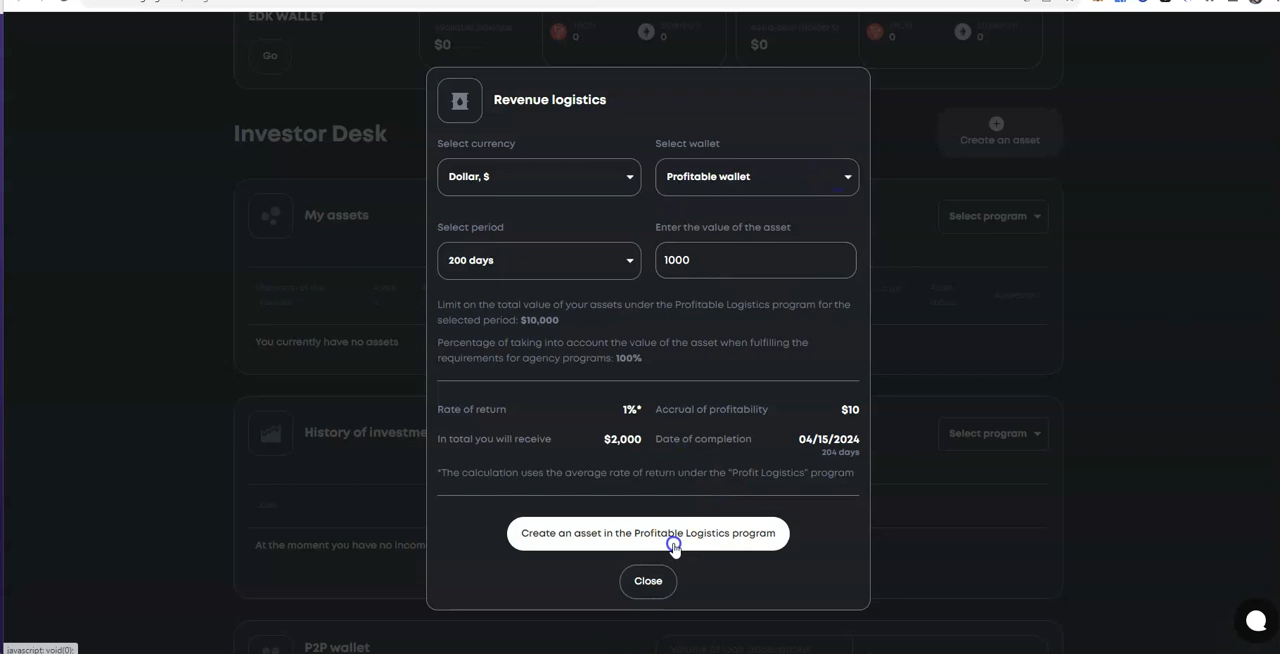 EDK WALLET
Go
$0
0
0
$0
0
0
Investor Desk
Create an asset
My assets
Select program
You currently have no assets
History of investme
Select program
At the moment you have no incom
P2P wallet
Revenue logistics
Select currency
Select wallet
Dollar, $
Profitable wallet
Select period
Enter the value of the asset
200 days
1000
Limit on the total value of your assets under the Profitable Logistics program for the
selected period: $10,000
Percentage of taking into account the value of the asset when fulfilling the
requirements for agency programs: 100%
Rate of return
1%*
Accrual of profitability
$10
In total you will receive
$2,000
Date of completion
04/15/2024
204 days
*The calculation uses the average rate of return under the "Profit Logistics" program
Create an asset in the Profitable Logistics program
Close
javascript: void(0);